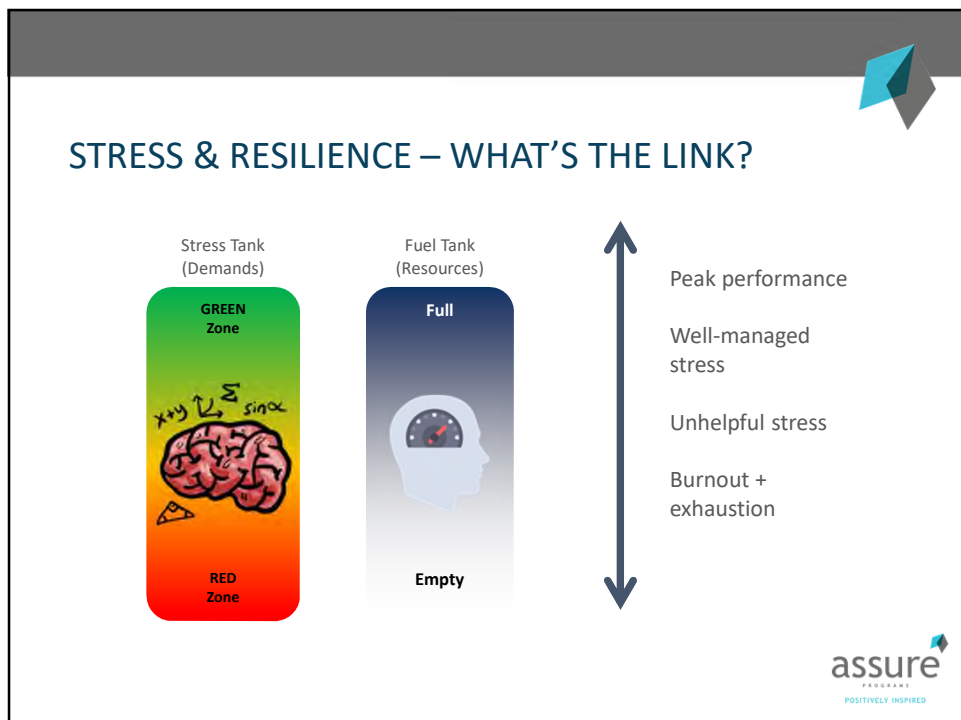 STRESS & RESILIENCE – WHAT'S THE LINK?
Stress Tank
(Demands)
GREEN
Zone
x+y Σ sinα
RED
Zone
Fuel Tank
(Resources)
Full
Empty
Peak performance
Well-managed
stress
Unhelpful stress
Burnout +
exhaustion
assure
PROGRAMS
POSITIVELY INSPIRED